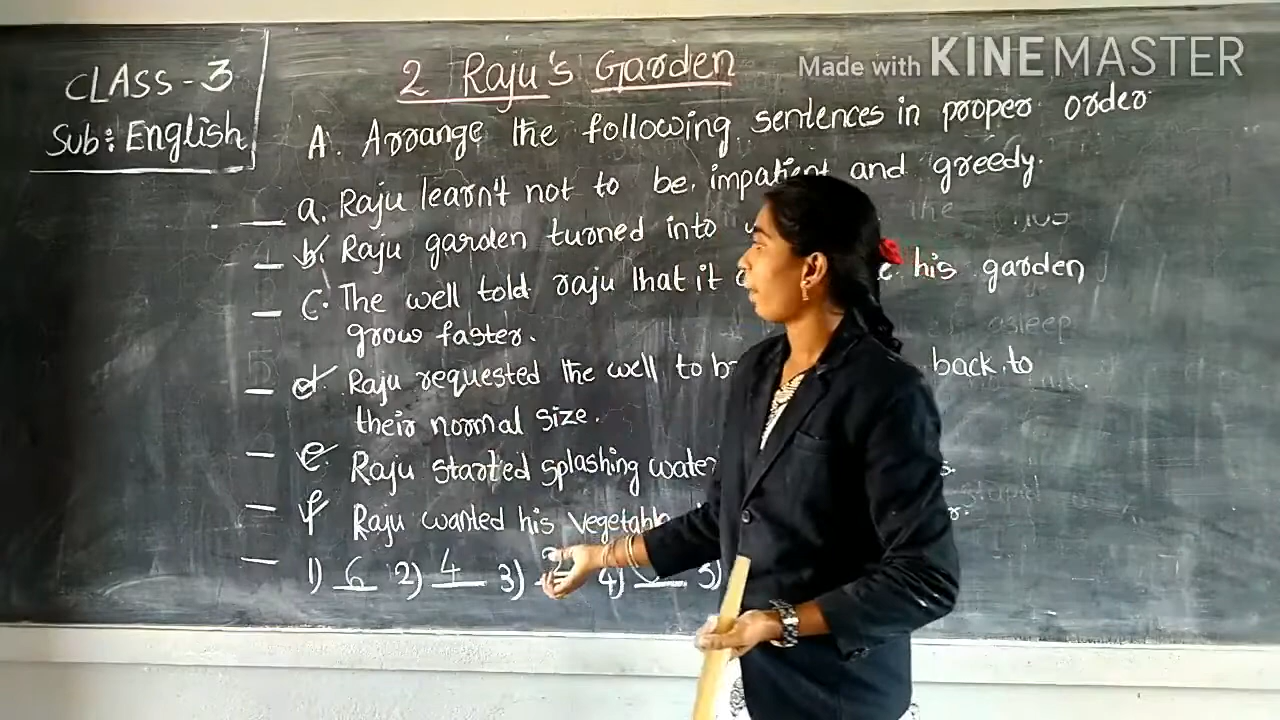 CLASS - 3
Sub: English
2 Raju's Garden
Made with KINEMASTER
A. Arrange the following sentences in proper order
a. Raju learn't not to be impatient and greedy.
b. Raju garden turned into
c. The well told raju that it his garden
grow faster.
d. Raju requested the well to back to
their normal size.
e. Raju started splashing water
f. Raju wanted his vegetable
1) 6 2) 4 3) 2 4) 5)